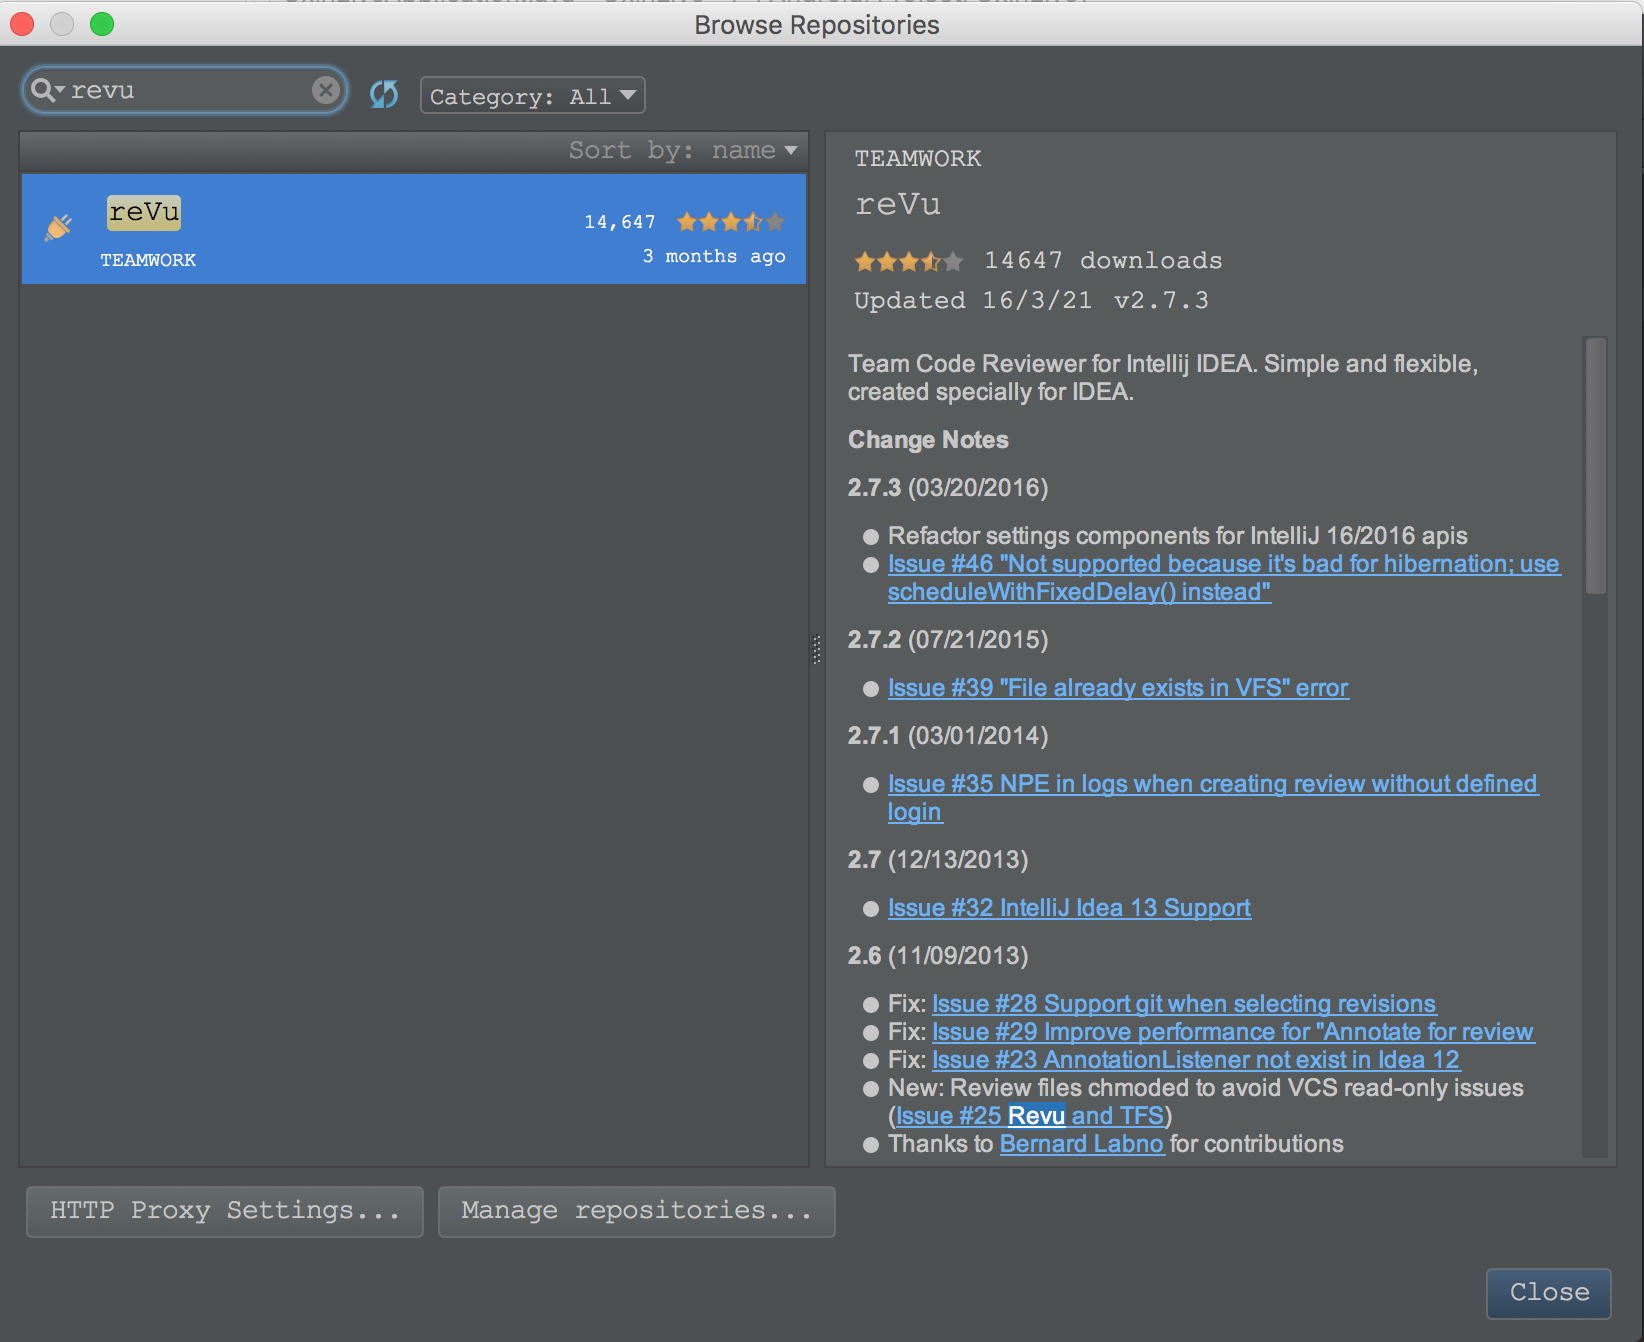 Browse Repositories
revu
Category: All
Sort by: name
reVu
14,647
TEAMWORK
3 months ago
TEAMWORK
reVu
14647 downloads
Updated 16/3/21 v2.7.3
Team Code Reviewer for Intellij IDEA. Simple and flexible,
created specially for IDEA.
Change Notes
2.7.3 (03/20/2016)
Refactor settings components for IntelliJ 16/2016 apis
Issue #46 "Not supported because it's bad for hibernation; use
scheduleWithFixedDelay() instead"
2.7.2 (07/21/2015)
Issue #39 "File already exists in VFS" error
2.7.1 (03/01/2014)
Issue #35 NPE in logs when creating review without defined
login
2.7 (12/13/2013)
Issue #32 IntelliJ Idea 13 Support
2.6 (11/09/2013)
Fix: Issue #28 Support git when selecting revisions
Fix: Issue #29 Improve performance for "Annotate for review
Fix: Issue #23 AnnotationListener not exist in Idea 12
New: Review files chmoded to avoid VCS read-only issues
(Issue #25 Revu and TFS)
Thanks to Bernard Labno for contributions
HTTP Proxy Settings...
Manage repositories...
Close